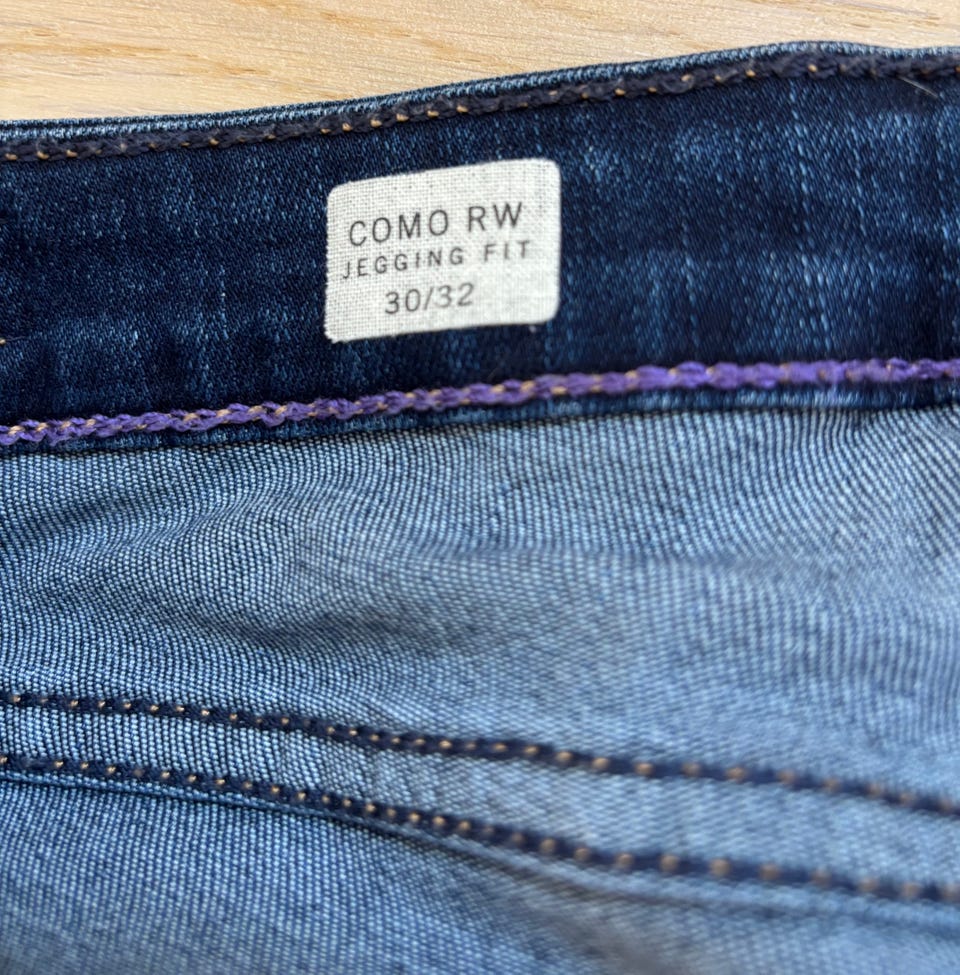 COMO RW
JEGGING FIT
30/32